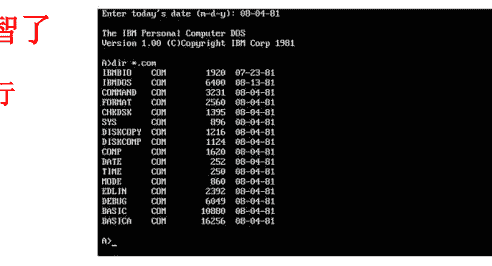 智了
行
Enter today's date (m-d-y): 08-04-81
The IBM Personal Computer DOS
Version 1.00 (C)Copyright IBM Corp 1981
A>dir *.com
IBMBIO COM 1920 07-23-81
IBMDOS COM 6400 08-13-81
COMMAND COM 3231 08-04-81
FORMAT COM 2560 08-04-81
CHKDSK COM 1395 08-04-81
SYS COM 896 08-04-81
DISKCOPY COM 1216 08-04-81
DISKCOMP COM 1124 08-04-81
COMP COM 1620 08-04-81
DATE COM 252 08-04-81
TIME COM 250 08-04-81
MODE COM 860 08-04-81
EDLIN COM 2392 08-04-81
DEBUG COM 6049 08-04-81
BASIC COM 10880 08-04-81
BASICA COM 16256 08-04-81
A>_